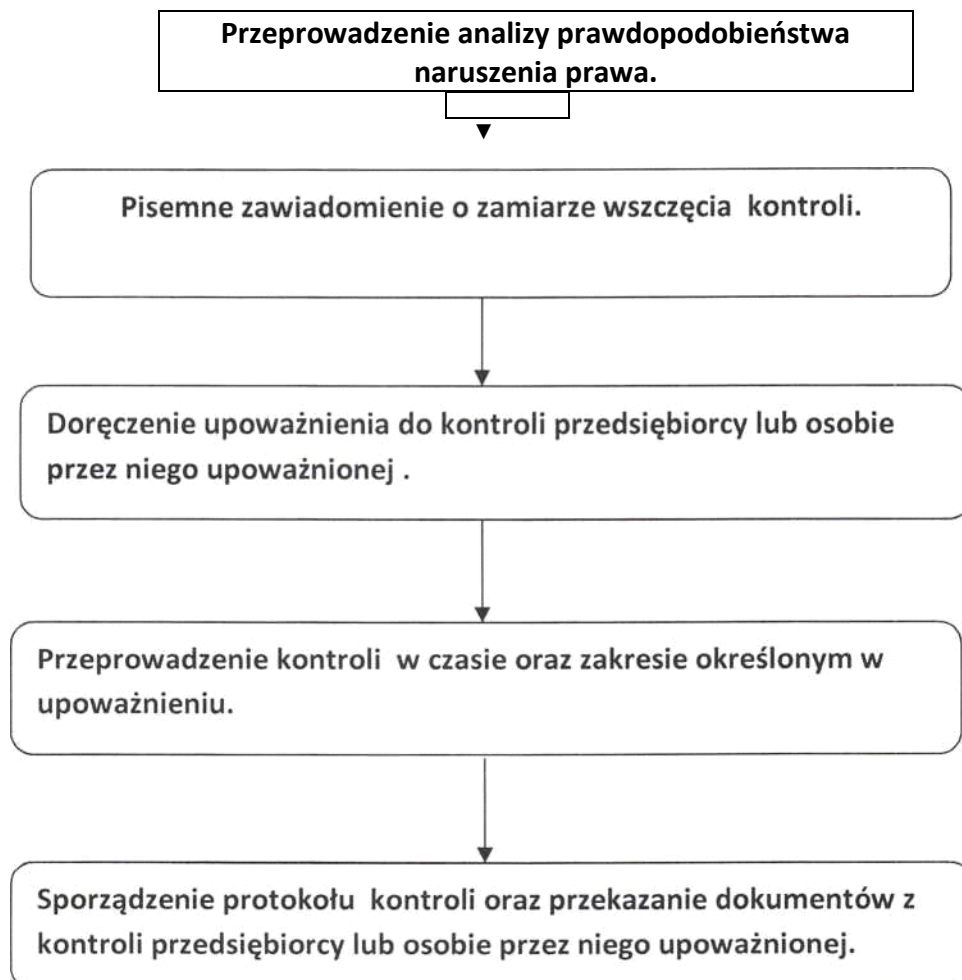 Przeprowadzenie analizy prawdopodobieństwa
naruszenia prawa.
Pisemne zawiadomienie o zamiarze wszczęcia kontroli.
Doręczenie upoważnienia do kontroli przedsiębiorcy lub osobie
przez niego upoważnionej .
Przeprowadzenie kontroli w czasie oraz zakresie określonym w
upoważnieniu.
Sporządzenie protokołu kontroli oraz przekazanie dokumentów z
kontroli przedsiębiorcy lub osobie przez niego upoważnionej.